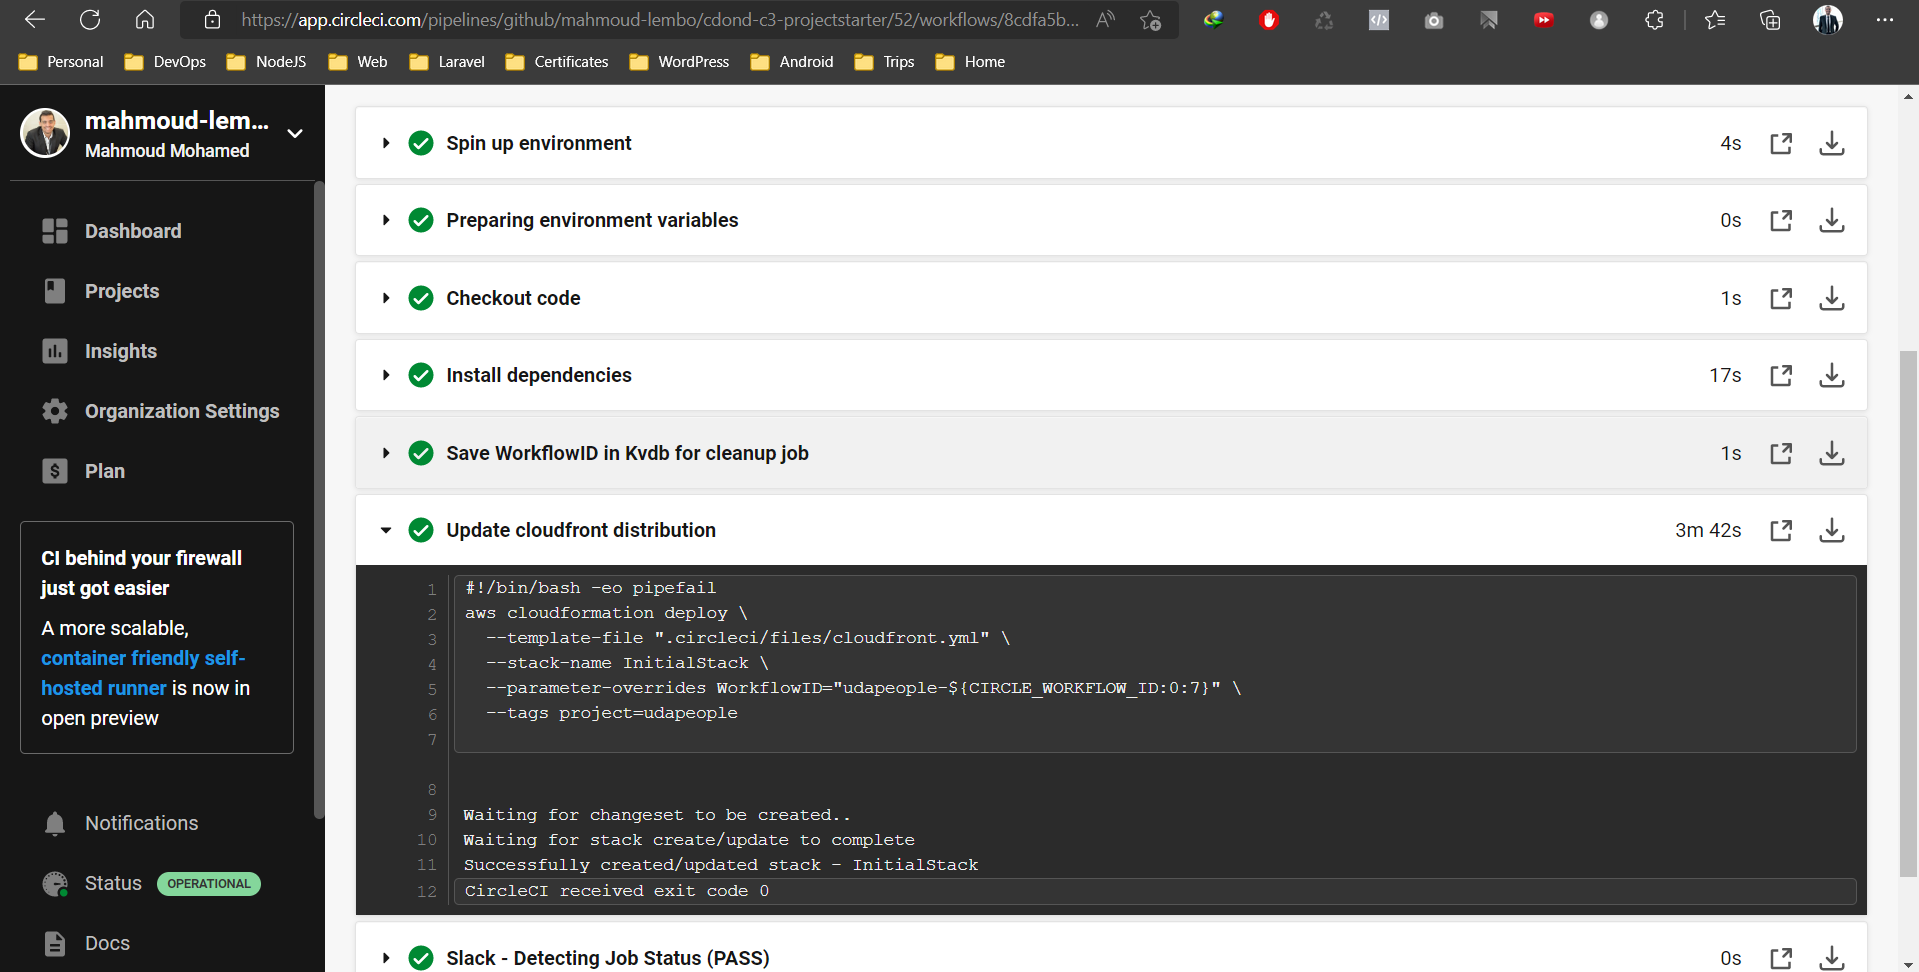 https://app.circleci.com/pipelines/github/mahmoud-lembo/cdond-c3-projectstarter/52/workflows/8cdfa5b...
Personal DevOps NodeJS Web Laravel Certificates WordPress Android Trips Home
mahmoud-lem...
Mahmoud Mohamed
Dashboard
Projects
Insights
Organization Settings
Plan
CI behind your firewall
just got easier
A more scalable,
container friendly self-
hosted runner is now in
open preview
Notifications
Status OPERATIONAL
Docs
Spin up environment 4s
Preparing environment variables 0s
Checkout code 1s
Install dependencies 17s
Save WorkflowID in Kvdb for cleanup job 1s
Update cloudfront distribution 3m 42s
1 #!/bin/bash -eo pipefail
2 aws cloudformation deploy \
3 --template-file ".circleci/files/cloudfront.yml" \
4 --stack-name InitialStack \
5 --parameter-overrides WorkflowID="udapeople-${CIRCLE_WORKFLOW_ID:0:7}" \
6 --tags project=udapeople
7
8
9 Waiting for changeset to be created..
10 Waiting for stack create/update to complete
11 Successfully created/updated stack - InitialStack
12 CircleCI received exit code 0
Slack - Detecting Job Status (PASS) 0s